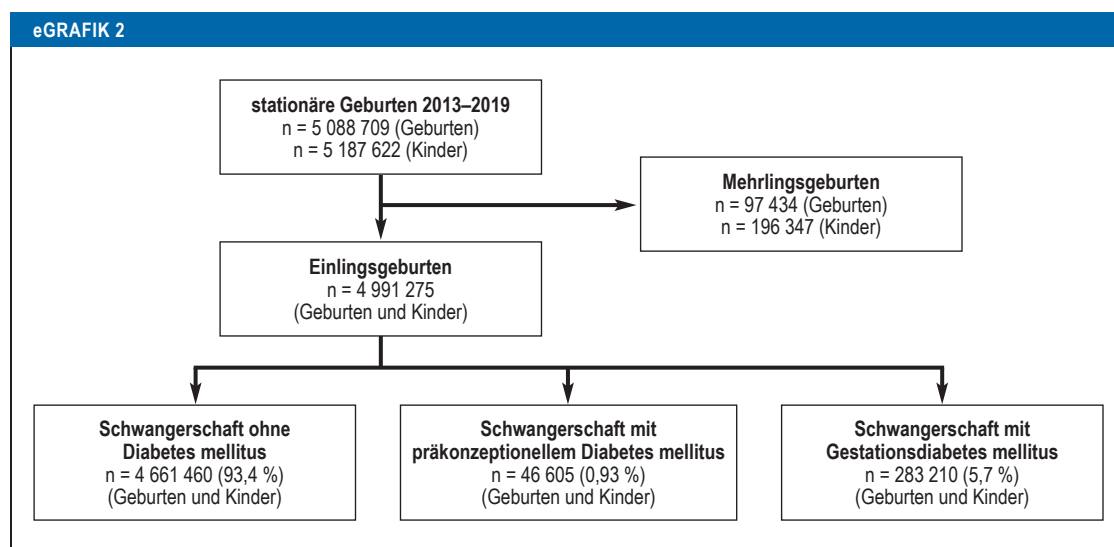 eGRAFIK 2
stationäre Geburten 2013–2019
n = 5 088 709 (Geburten)
n = 5 187 622 (Kinder)
Mehrlingsgeburten
n = 97 434 (Geburten)
n = 196 347 (Kinder)
Einlingsgeburten
n = 4 991 275
(Geburten und Kinder)
Schwangerschaft ohne
Diabetes mellitus
n = 4 661 460 (93,4 %)
(Geburten und Kinder)
Schwangerschaft mit
präkonzeptionellem Diabetes mellitus
n = 46 605 (0,93 %)
(Geburten und Kinder)
Schwangerschaft mit
Gestationsdiabetes mellitus
n = 283 210 (5,7 %)
(Geburten und Kinder)